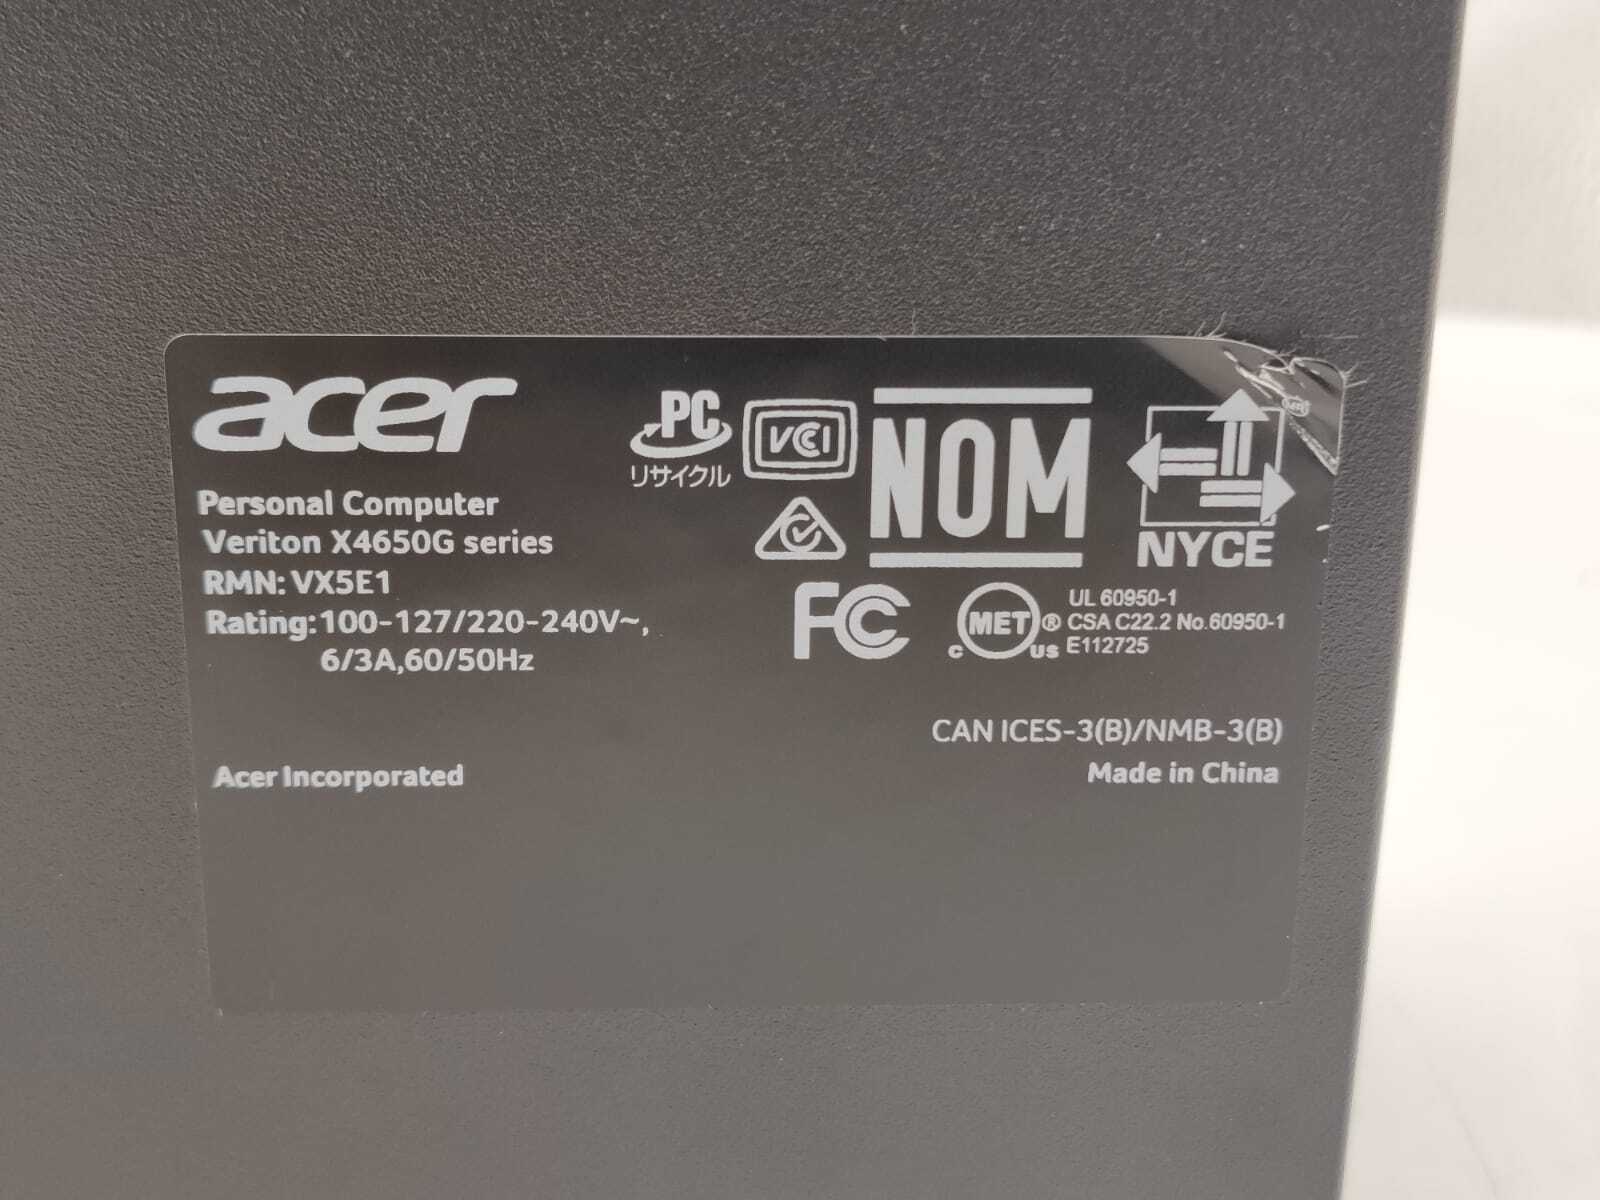 acer
PC
リサイクル
VCCI
NOM
NYCE
Personal Computer
Veriton X4650G series
RMN: VX5E1
Rating: 100-127/220-240V~,
6/3A,60/50Hz
FC
c MET ® US
UL 60950-1
CSA C22.2 No.60950-1
E112725
CAN ICES-3(B)/NMB-3(B)
Acer Incorporated
Made in China